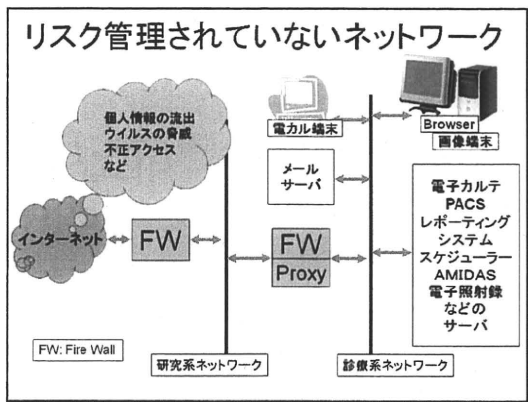 リスク管理されていないネットワーク
個人情報の流出
ウイルスの脅威
不正アクセス
など
インターネット
FW
FW: Fire Wall
研究系ネットワーク
電カル端末
メール
サーバ
FW
Proxy
診療系ネットワーク
Browser
画像端末
電子カルテ
PACS
レポーティング
システム
スケジューラー
AMIDAS
電子照射録
などの
サーバ